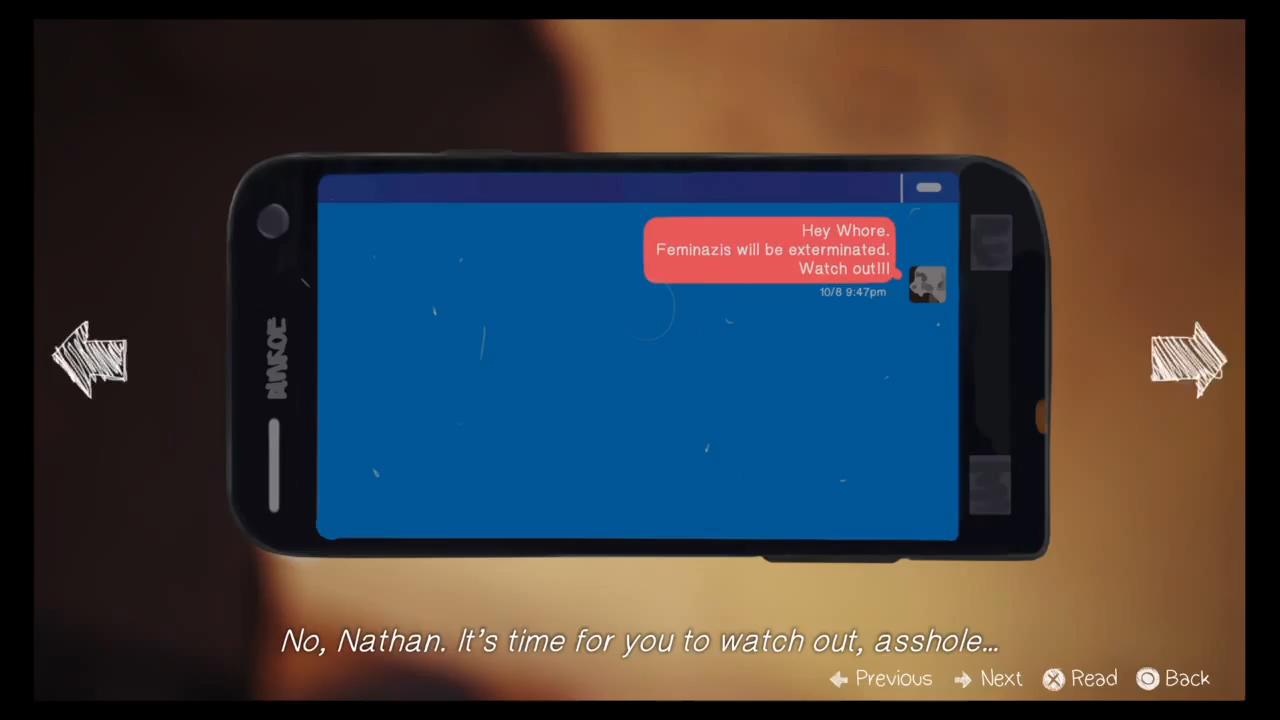 Hey Whore.
Feminazis will be exterminated.
Watch out!!!
10/8 9:47pm
No, Nathan. It's time for you to watch out, asshole...
Previous Next Read Back